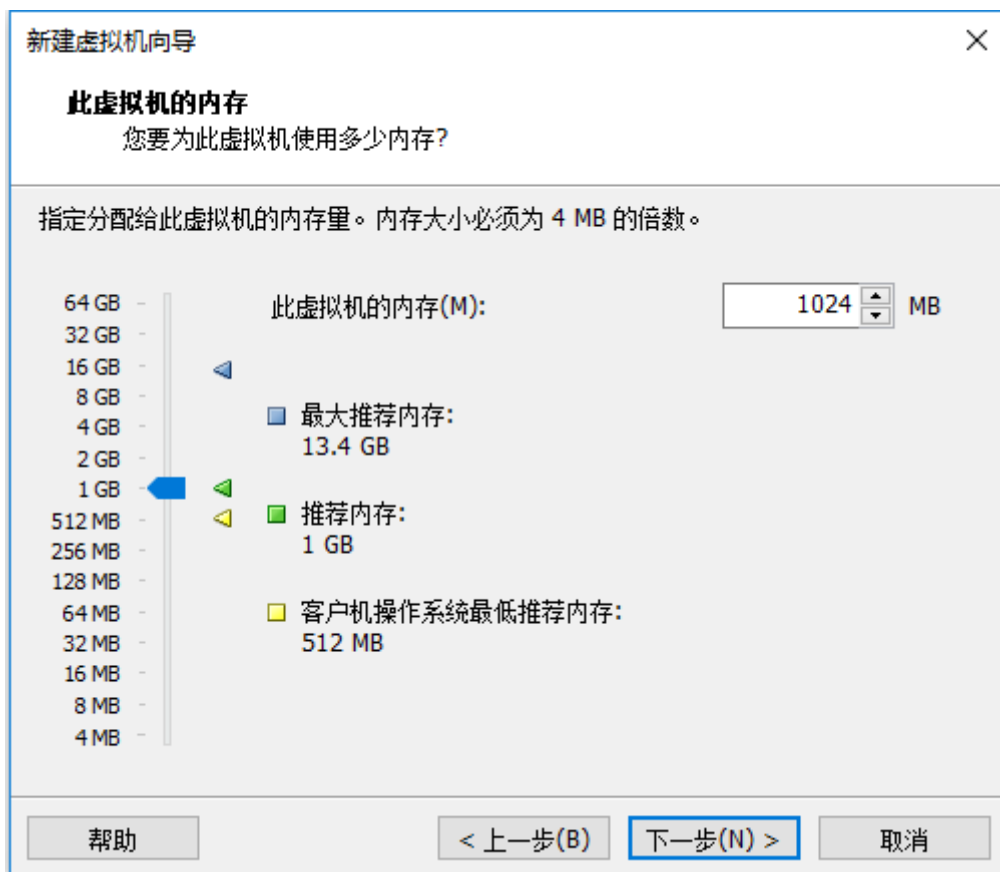 新建虚拟机向导
此虚拟机的内存
您要为此虚拟机使用多少内存?
指定分配给此虚拟机的内存量。内存大小必须为 4 MB 的倍数。
64 GB
32 GB
16 GB
8 GB
4 GB
2 GB
1 GB
512 MB
256 MB
128 MB
64 MB
32 MB
16 MB
8 MB
4 MB
此虚拟机的内存(M):
1024 MB
最大推荐内存:
13.4 GB
推荐内存:
1 GB
客户机操作系统最低推荐内存:
512 MB
帮助
< 上一步(B)
下一步(N) >
取消